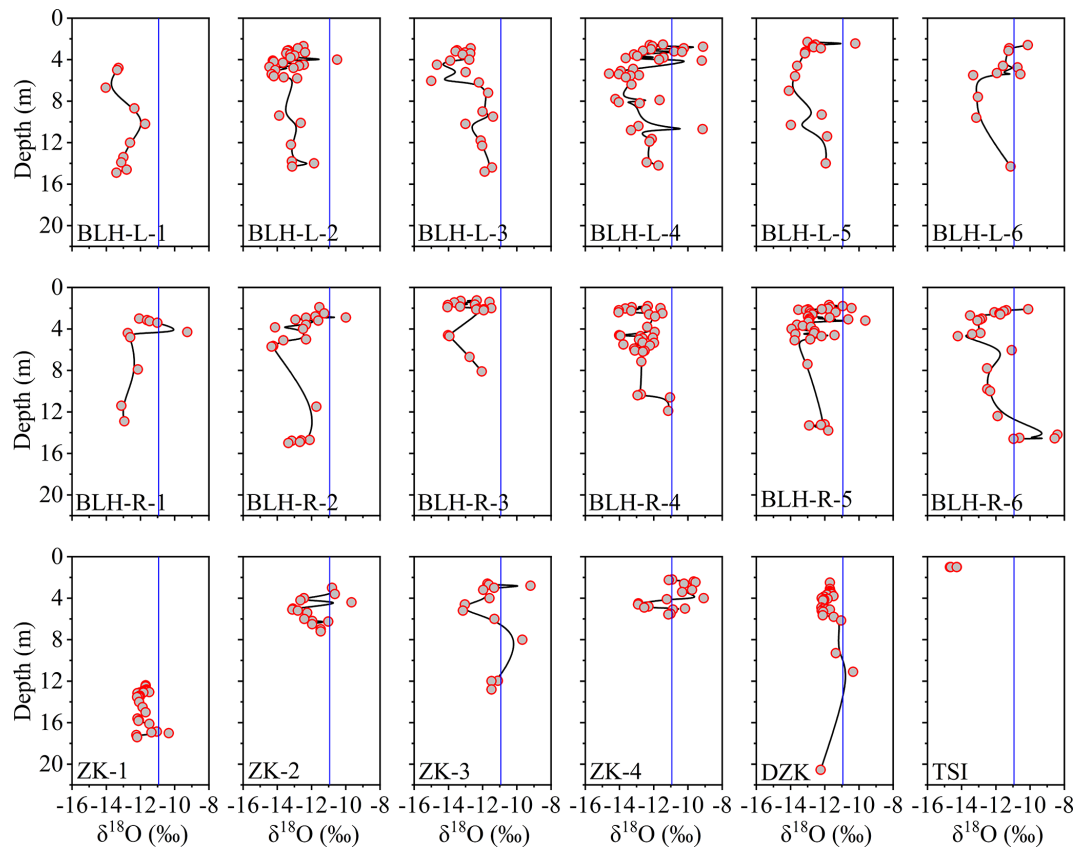 0
4
8
12
16
20
Depth (m)
BLH-L-1
BLH-L-2
BLH-L-3
BLH-L-4
BLH-L-5
BLH-L-6
0
4
8
12
16
20
Depth (m)
BLH-R-1
BLH-R-2
BLH-R-3
BLH-R-4
BLH-R-5
BLH-R-6
0
4
8
12
16
20
Depth (m)
ZK-1
ZK-2
ZK-3
ZK-4
DZK
TSI
-16 -14 -12 -10 -8
-16 -14 -12 -10 -8
-16 -14 -12 -10 -8
-16 -14 -12 -10 -8
-16 -14 -12 -10 -8
-16 -14 -12 -10 -8
δ¹⁸O (‰)
δ¹⁸O (‰)
δ¹⁸O (‰)
δ¹⁸O (‰)
δ¹⁸O (‰)
δ¹⁸O (‰)